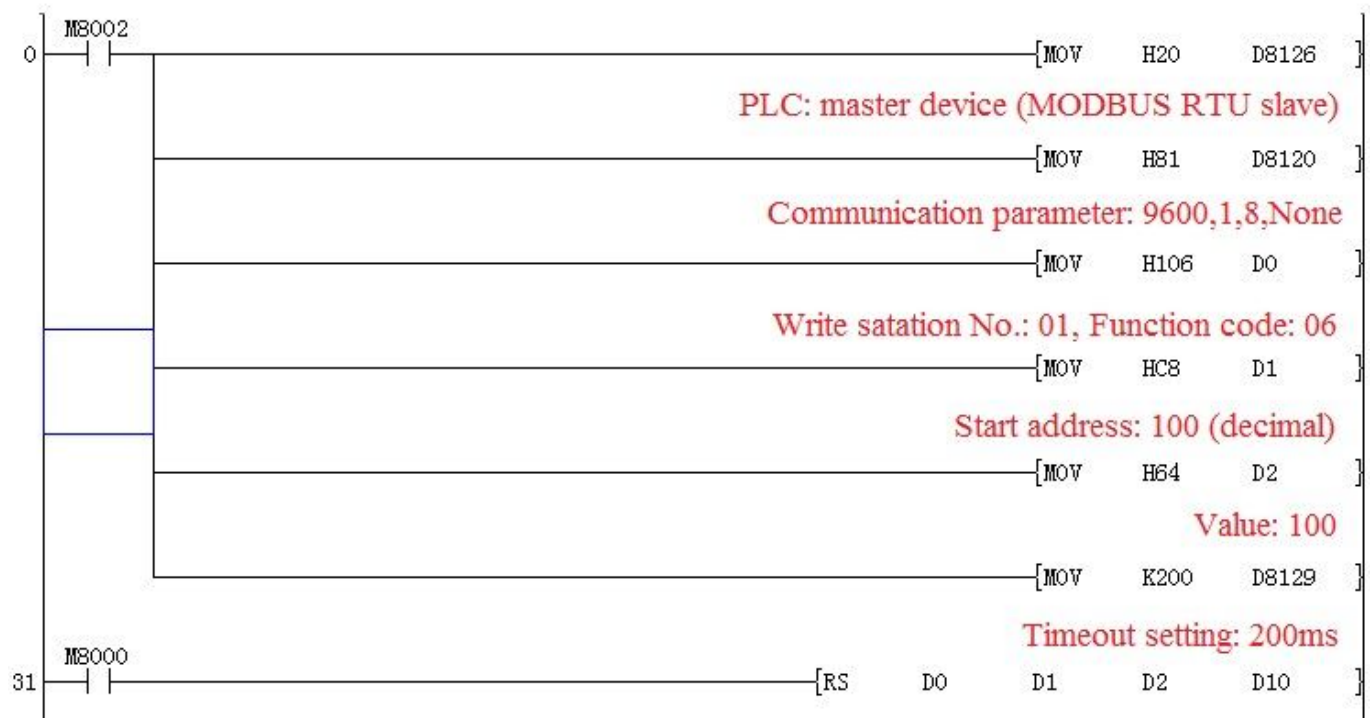 M8002
0 [MOV H20 D8126 ]
PLC: master device (MODBUS RTU slave)
[MOV H81 D8120 ]
Communication parameter: 9600,1,8,None
[MOV H106 D0 ]
Write satation No.: 01, Function code: 06
[MOV HC8 D1 ]
Start address: 100 (decimal)
[MOV H64 D2 ]
Value: 100
[MOV K200 D8129 ]
Timeout setting: 200ms
M8000
31 [RS D0 D1 D2 D10 ]